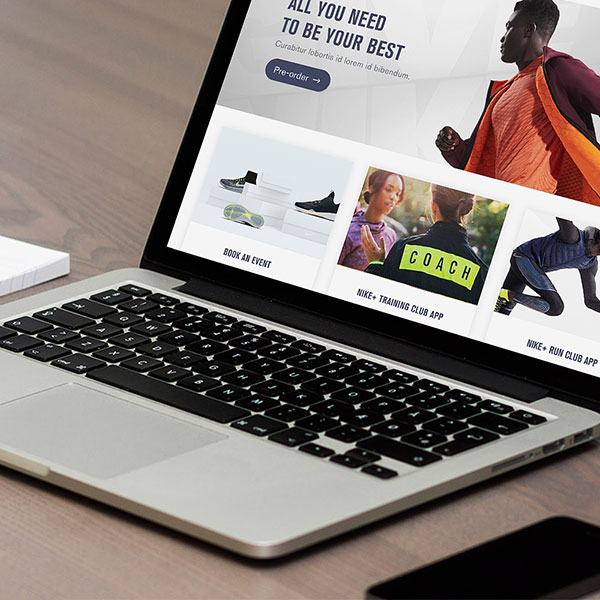 ALL YOU NEED
TO BE YOUR BEST
Curabitur lobortis id lorem id bibendum.
Pre-order →
COACH
BOOK AN EVENT
NIKE+ TRAINING CLUB APP
NIKE+ RUN CLUB APP